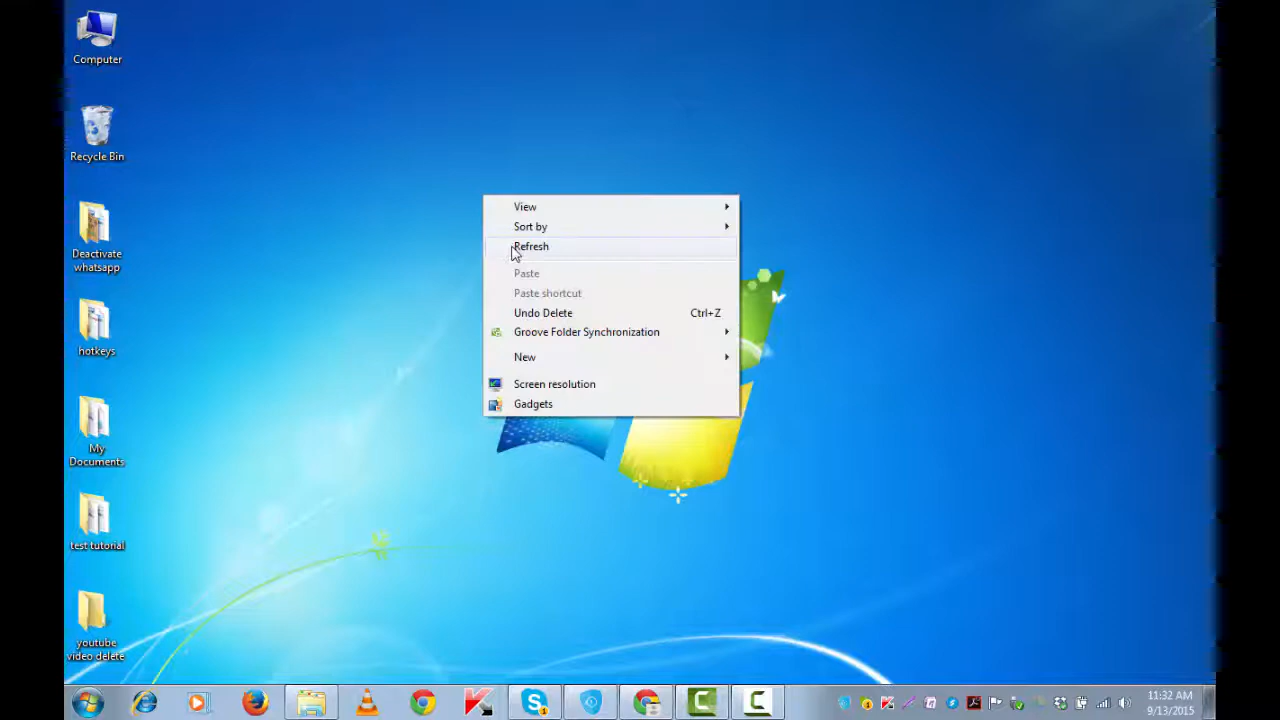 Computer
Recycle Bin
Deactivate
whatsapp
hotkeys
My
Documents
test tutorial
youtube
video delete
View
Sort by
Refresh
Paste
Paste shortcut
Undo Delete Ctrl+Z
Groove Folder Synchronization
New
Screen resolution
Gadgets
11:32 AM
9/13/2015